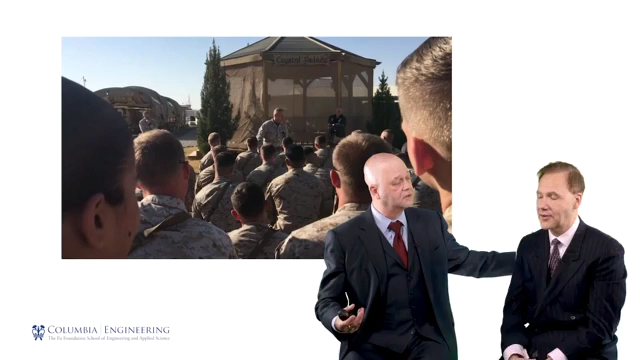 COLUMBIA | ENGINEERING
The Fu Foundation School of Engineering and Applied Science